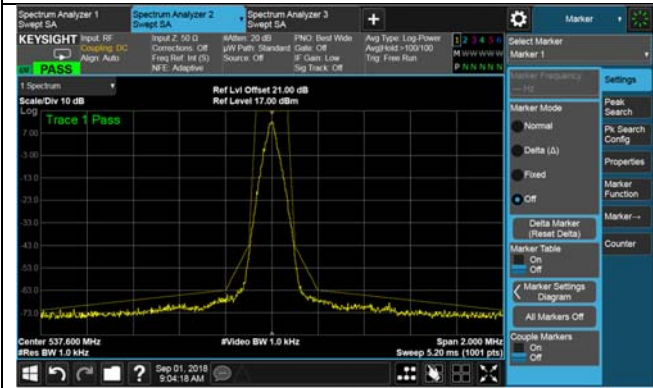 Spectrum Analyzer 1
Swept SA
Spectrum Analyzer 2
Swept SA
Spectrum Analyzer 3
Swept SA
+
Marker
KEYSIGHT
PASS
Input: RF
Coupling: DC
Align: Auto
Input Z: 50 Ω
Corrections: Off
Freq Ref: Int (S)
NFE: Adaptive
#Atten: 20 dB
µW Path: Standard
Source: Off
PNO: Best Wide
Gate: Off
IF Gain: Low
Sig Track: Off
Avg Type: Log-Power
Avg|Hold:>100/100
Trig: Free Run
1 2 3 4 5 6
M W W W W W
P N N N N N
Select Marker
Marker 1
1 Spectrum
Scale/Div 10 dB
Ref Lvl Offset 21.00 dB
Ref Level 17.00 dBm
Log
Trace 1 Pass
7.00
-3.00
-13.0
-23.0
-33.0
-43.0
-53.0
-63.0
-73.0
Center 537.600 MHz
#Res BW 1.0 kHz
#Video BW 1.0 kHz
Span 2.000 MHz
Sweep 5.20 ms (1001 pts)
Marker Frequency
--- Hz
Marker Mode
Normal
Delta (Δ)
Fixed
Off
Delta Marker
(Reset Delta)
Marker Table
On
Off
Marker Settings
Diagram
All Markers Off
Couple Markers
On
Off
Settings
Peak
Search
Pk Search
Config
Properties
Marker
Function
Marker→
Counter
?
Sep 01, 2018
9:04:18 AM